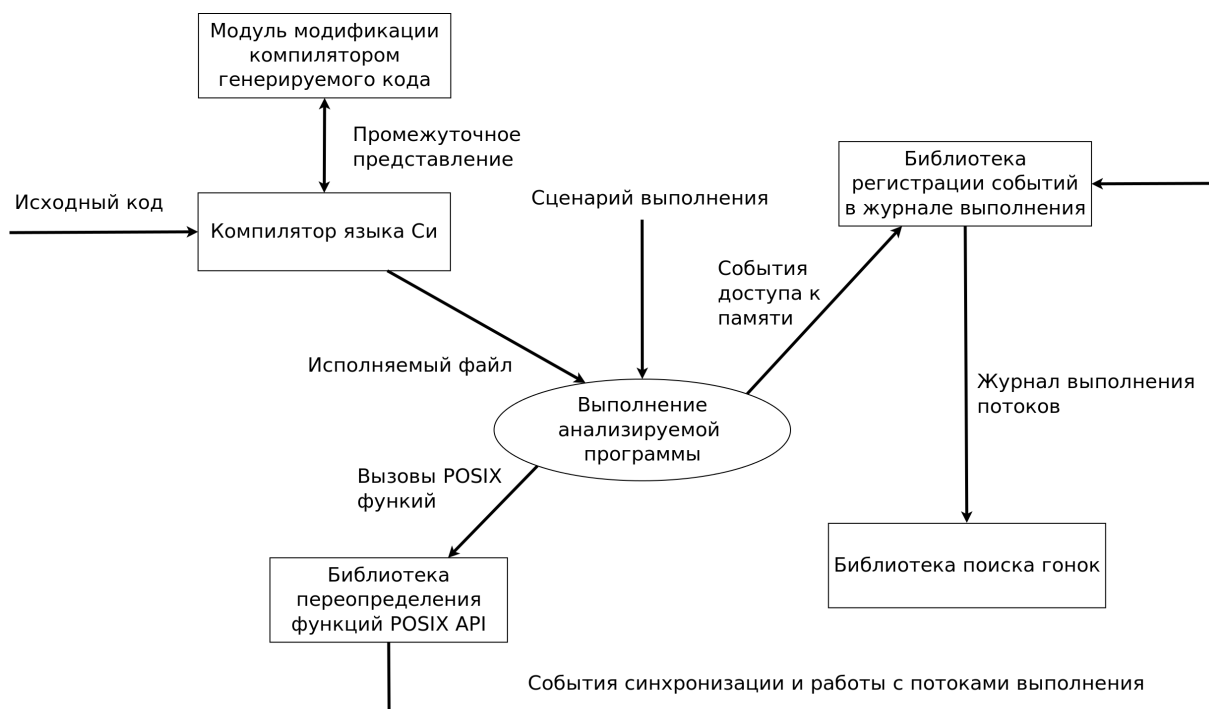 Модуль модификации
компилятором
генерируемого кода
Промежуточное
представление
Исходный код
Компилятор языка Си
Сценарий выполнения
Библиотека
регистрации событий
в журнале выполнения
События
доступа к
памяти
Исполняемый файл
Журнал выполнения
потоков
Выполнение
анализируемой
программы
Вызовы POSIX
функий
Библиотека поиска гонок
Библиотека
переопределения
функций POSIX API
События синхронизации и работы с потоками выполнения